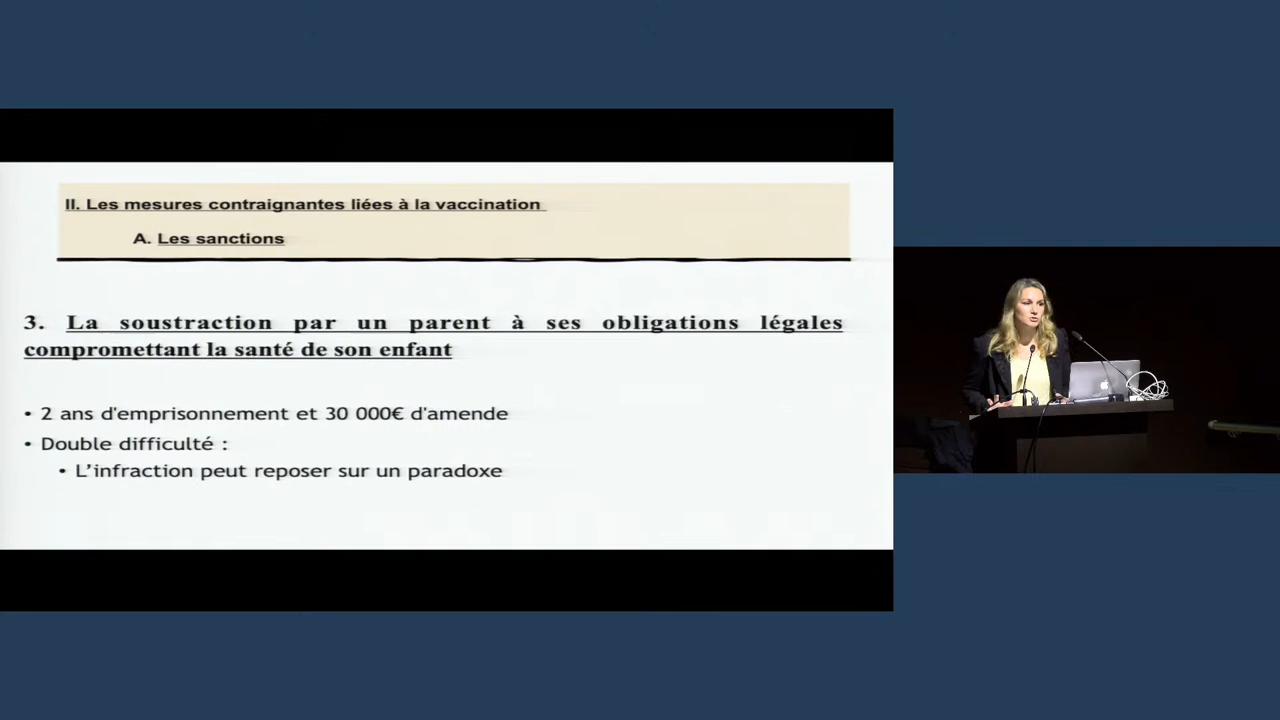 II. Les mesures contraignantes liées à la vaccination
A. Les sanctions
3. La soustraction par un parent à ses obligations légales
compromettant la santé de son enfant
• 2 ans d'emprisonnement et 30 000€ d'amende
• Double difficulté :
• L’infraction peut reposer sur un paradoxe